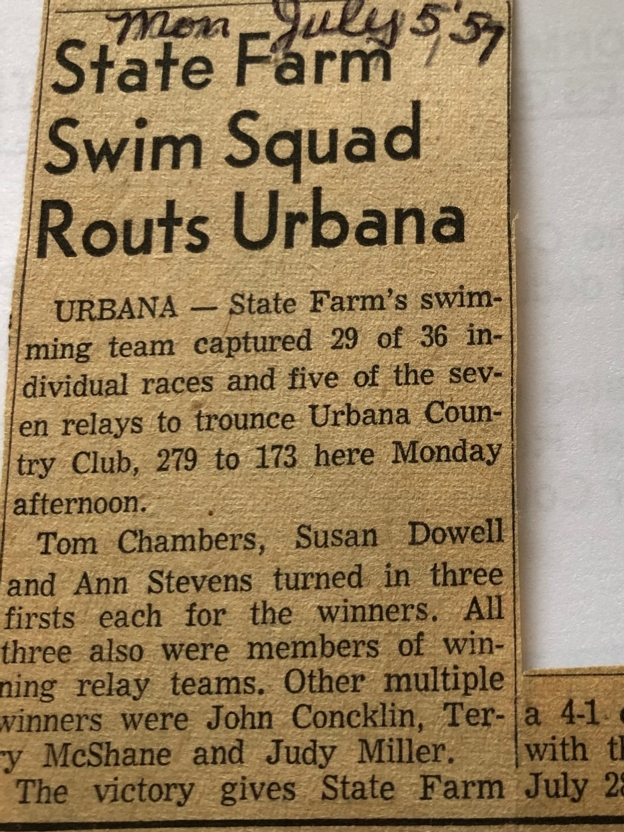 Mon July 5, '57
State Farm
Swim Squad
Routs Urbana
URBANA — State Farm's swim-
ming team captured 29 of 36 in-
dividual races and five of the sev-
en relays to trounce Urbana Coun-
try Club, 279 to 173 here Monday
afternoon.
Tom Chambers, Susan Dowell
and Ann Stevens turned in three
firsts each for the winners. All
three also were members of win-
ning relay teams. Other multiple
winners were John Concklin, Ter-
ry McShane and Judy Miller.
The victory gives State Farm
a 4-1
with th
July 28